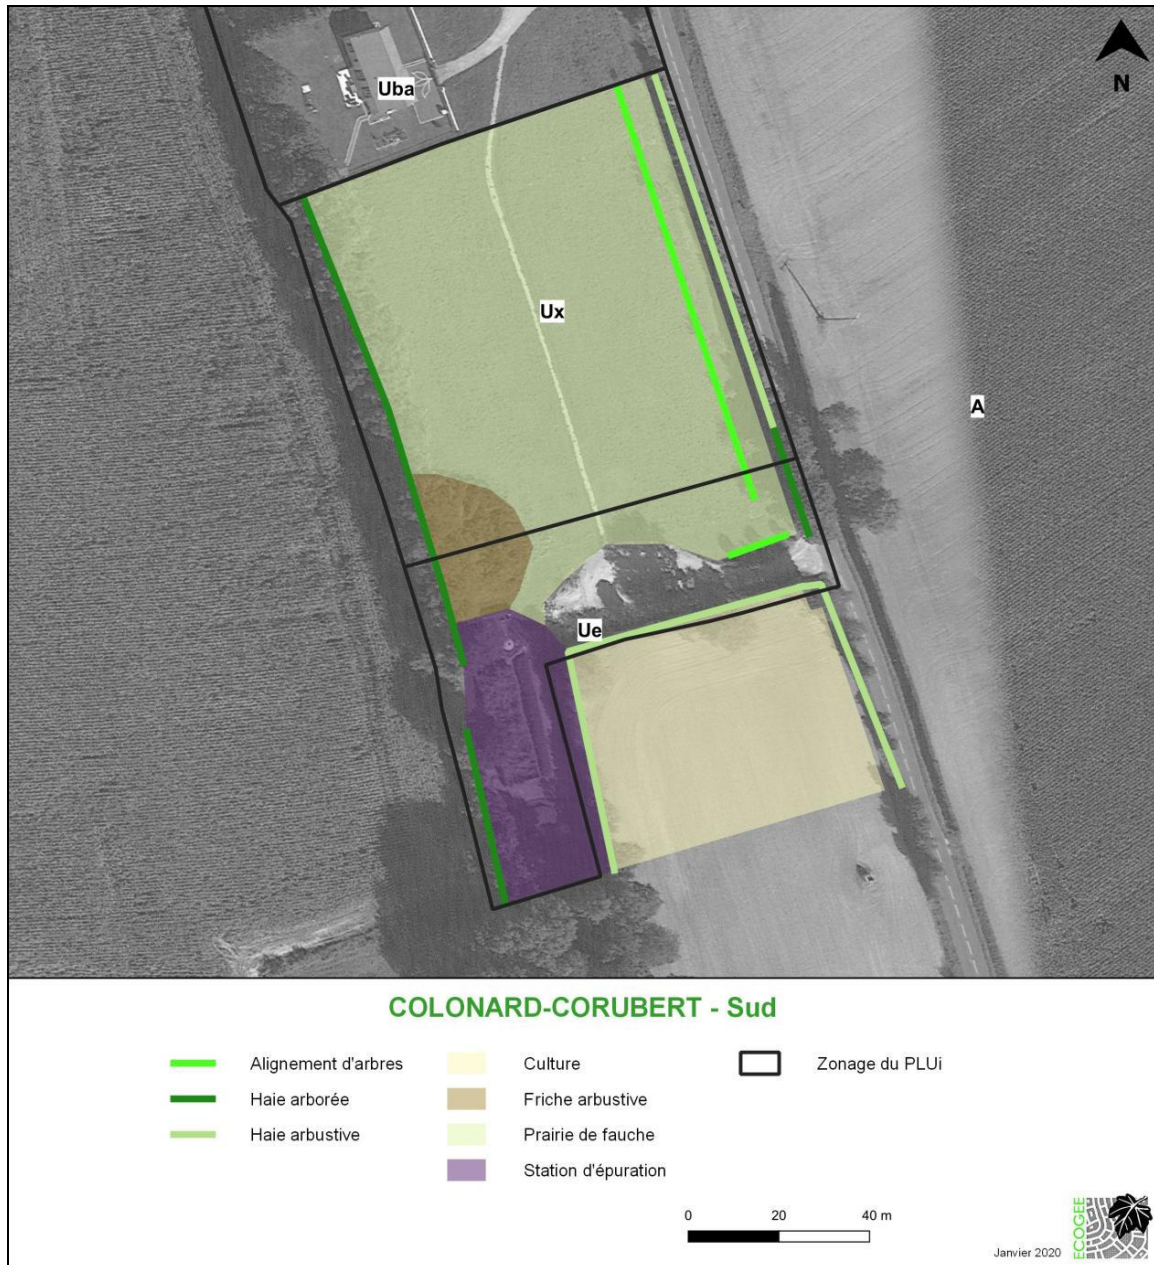 N
Uba
Ux
A
Ue
COLONARD-CORUBERT - Sud
Alignement d'arbres
Haie arborée
Haie arbustive
Culture
Friche arbustive
Prairie de fauche
Station d'épuration
Zonage du PLUi
0 20 40 m
Janvier 2020
ECOGEE